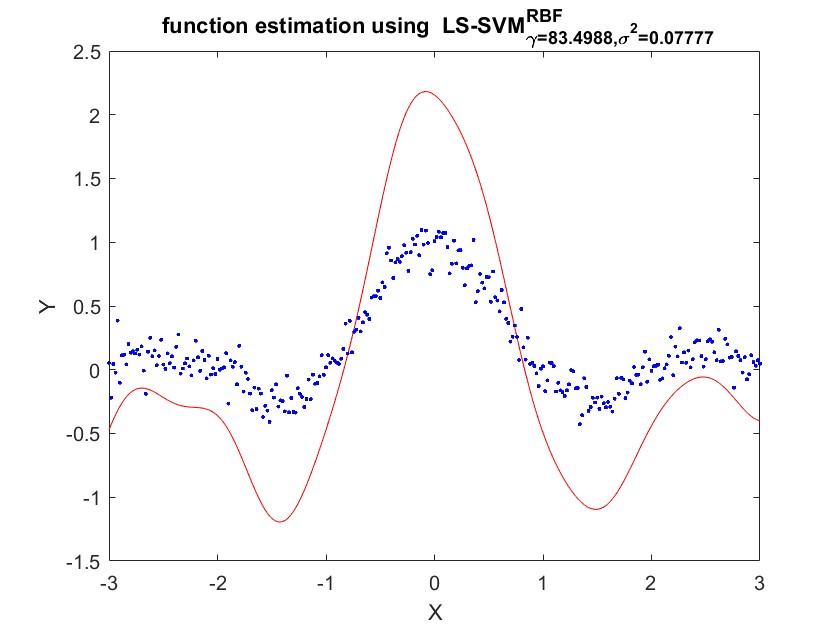 function estimation using LS-SVM^{RBF}_{γ=83.4988,σ^2=0.07777}
2.5
2
1.5
1
0.5
0
-0.5
-1
-1.5
Y
-3 -2 -1 0 1 2 3
X